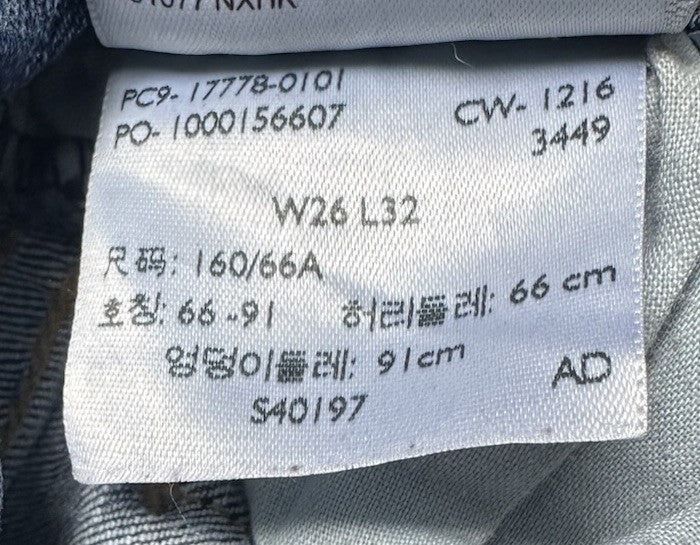 PC9- 17778-0101
PO- 1000156607
CW- 1216
3449
W26 L32
尺码: 160/66A
호칭: 66 -91 허리둘레: 66 cm
엉덩이둘레: 91cm
AD
S40197